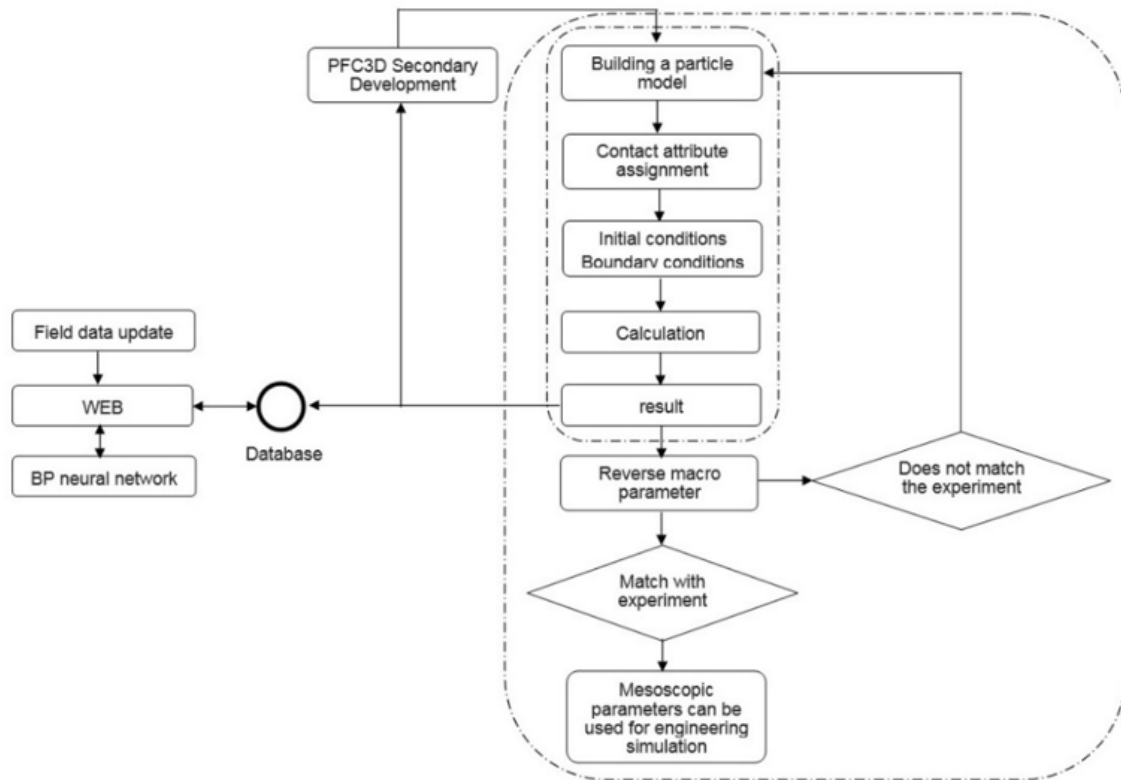 PFC3D Secondary
Development
Building a particle
model
Contact attribute
assignment
Initial conditions
Boundary conditions
Calculation
result
Field data update
WEB
BP neural network
Database
Reverse macro
parameter
Does not match
the experiment
Match with
experiment
Mesoscopic
parameters can be
used for engineering
simulation